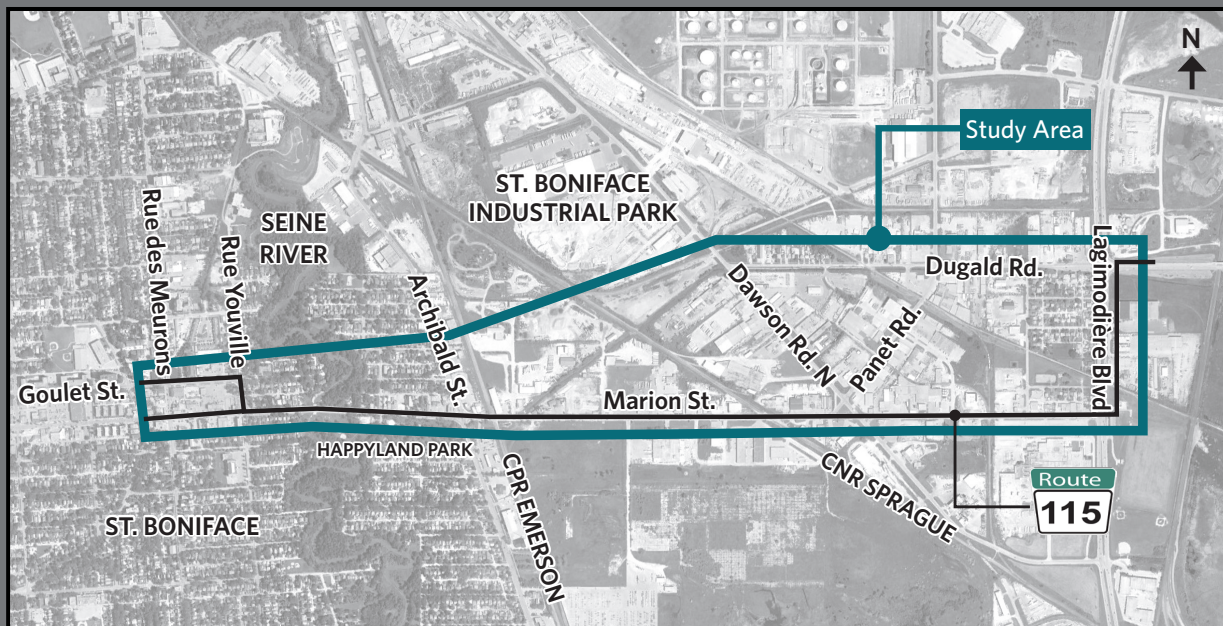 N
Study Area
ST. BONIFACE
INDUSTRIAL PARK
SEINE
RIVER
Rue des Meurons
Rue Youville
Archibald St.
Dugald Rd.
Lagimodière Blvd
Dawson Rd. N
Panet Rd.
Goulet St.
Marion St.
HAPPYLAND PARK
CPR EMERSON
CNR SPRAGUE
Route
115
ST. BONIFACE